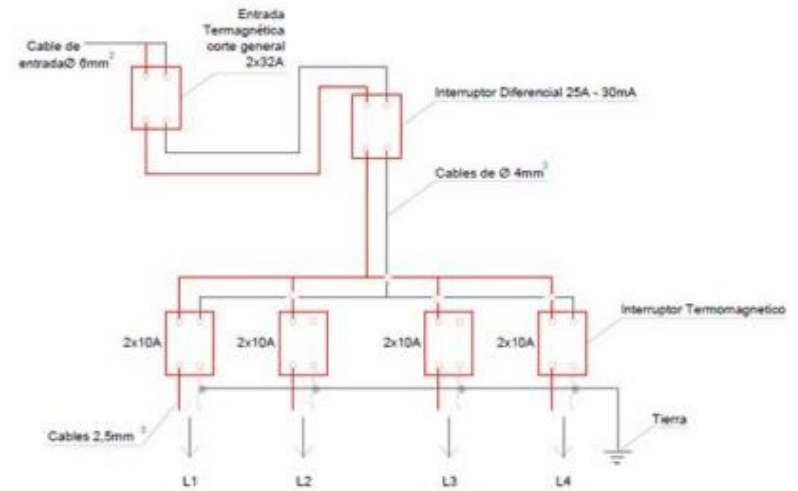 Entrada
Termagnética
corte general
2x32A
Cable de
entradaØ 6mm²
Interruptor Diferencial 25A - 30mA
Cables de Ø 4mm²
Interruptor Termomagnetico
2x10A
2x10A
2x10A
2x10A
Cables 2,5mm²
Tierra
L1
L2
L3
L4